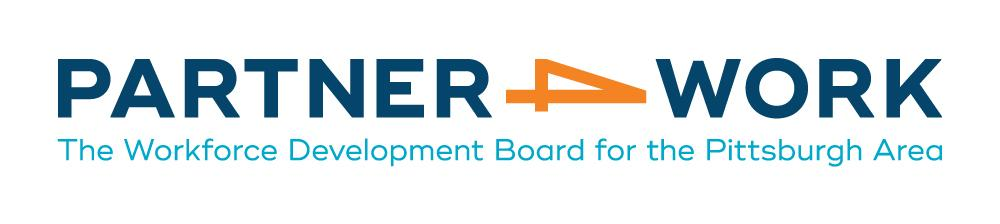 PARTNER4WORK
The Workforce Development Board for the Pittsburgh Area